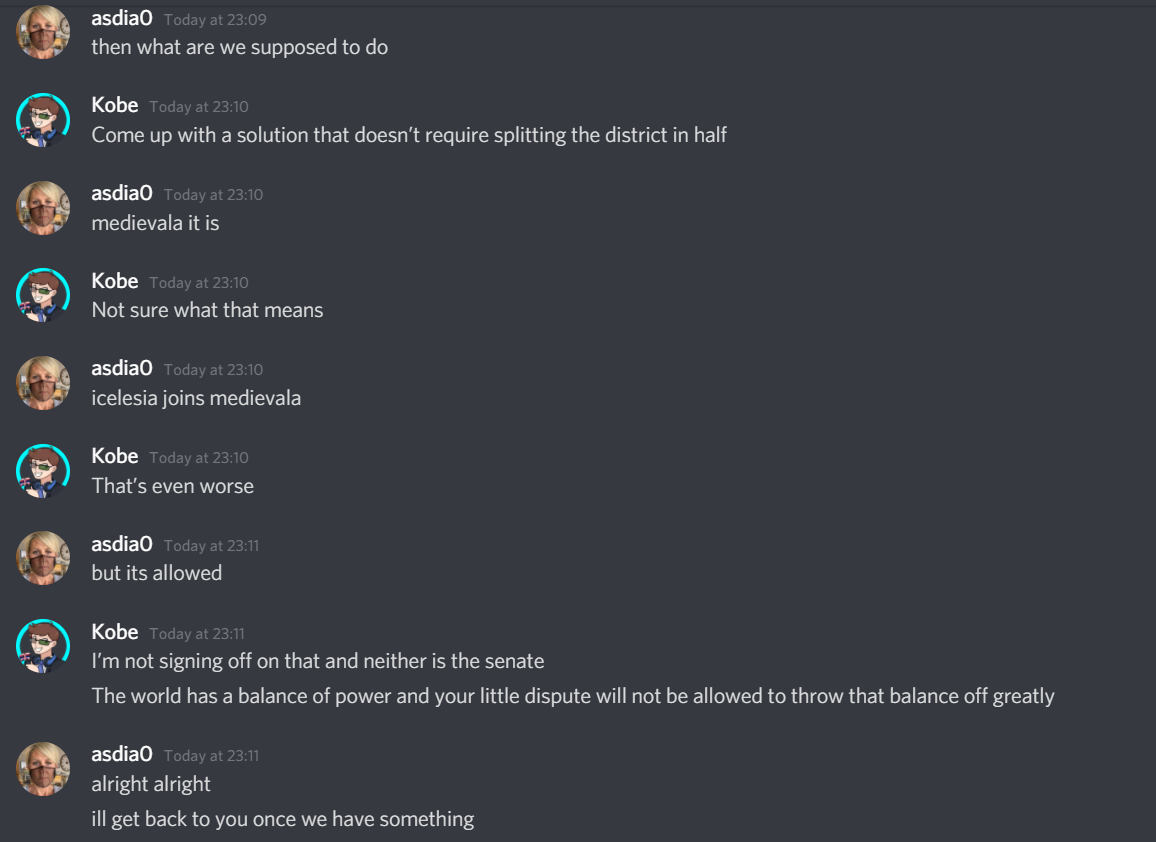 asdia0 Today at 23:09
then what are we supposed to do
Kobe Today at 23:10
Come up with a solution that doesn't require splitting the district in half
asdia0 Today at 23:10
medievala it is
Kobe Today at 23:10
Not sure what that means
asdia0 Today at 23:10
icelesia joins medievala
Kobe Today at 23:10
That's even worse
asdia0 Today at 23:11
but its allowed
Kobe Today at 23:11
I'm not signing off on that and neither is the senate
The world has a balance of power and your little dispute will not be allowed to throw that balance off greatly
asdia0 Today at 23:11
alright alright
ill get back to you once we have something